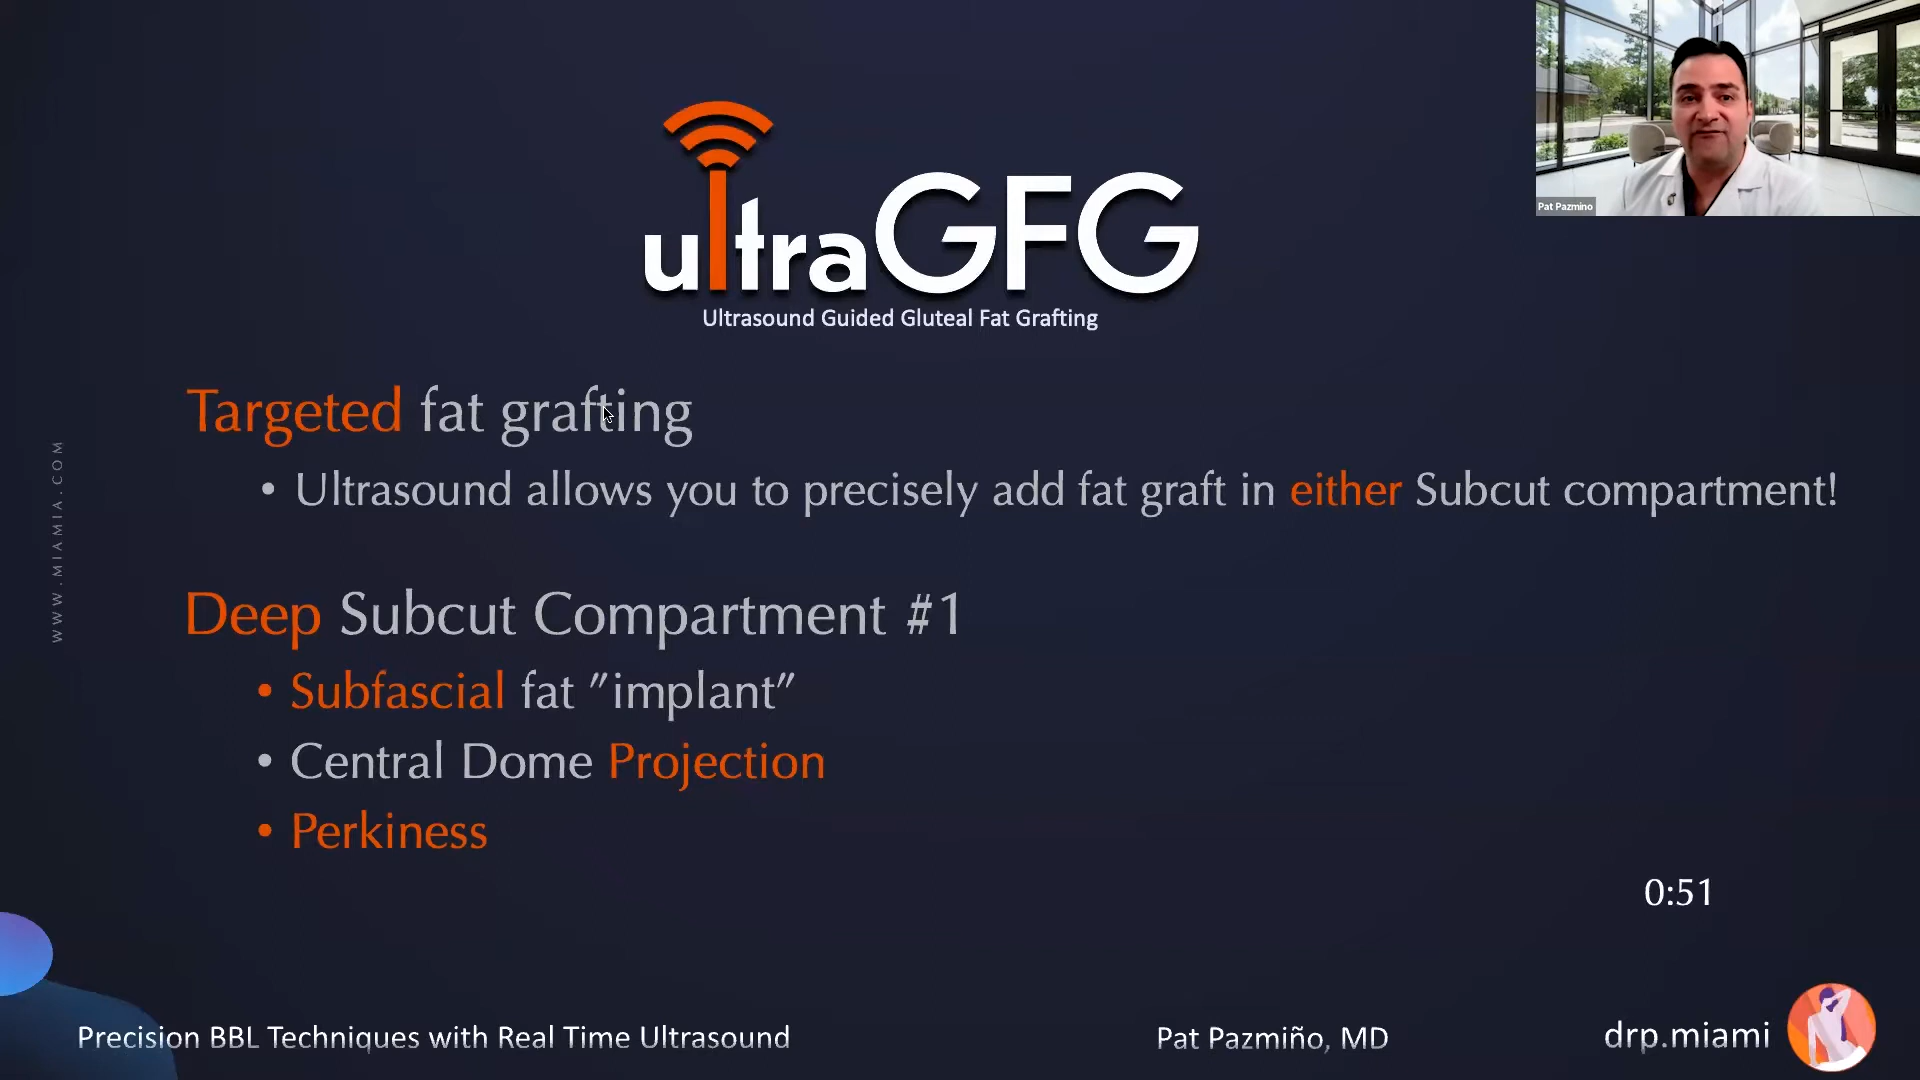 Pat Pazmino
ultraGFG
Ultrasound Guided Gluteal Fat Grafting
Targeted fat grafting
• Ultrasound allows you to precisely add fat graft in either Subcut compartment!
WWW.MIAMIA.COM
Deep Subcut Compartment #1
• Subfascial fat "implant"
• Central Dome Projection
• Perkiness
0:51
Precision BBL Techniques with Real Time Ultrasound
Pat Pazmiño, MD
drp.miami